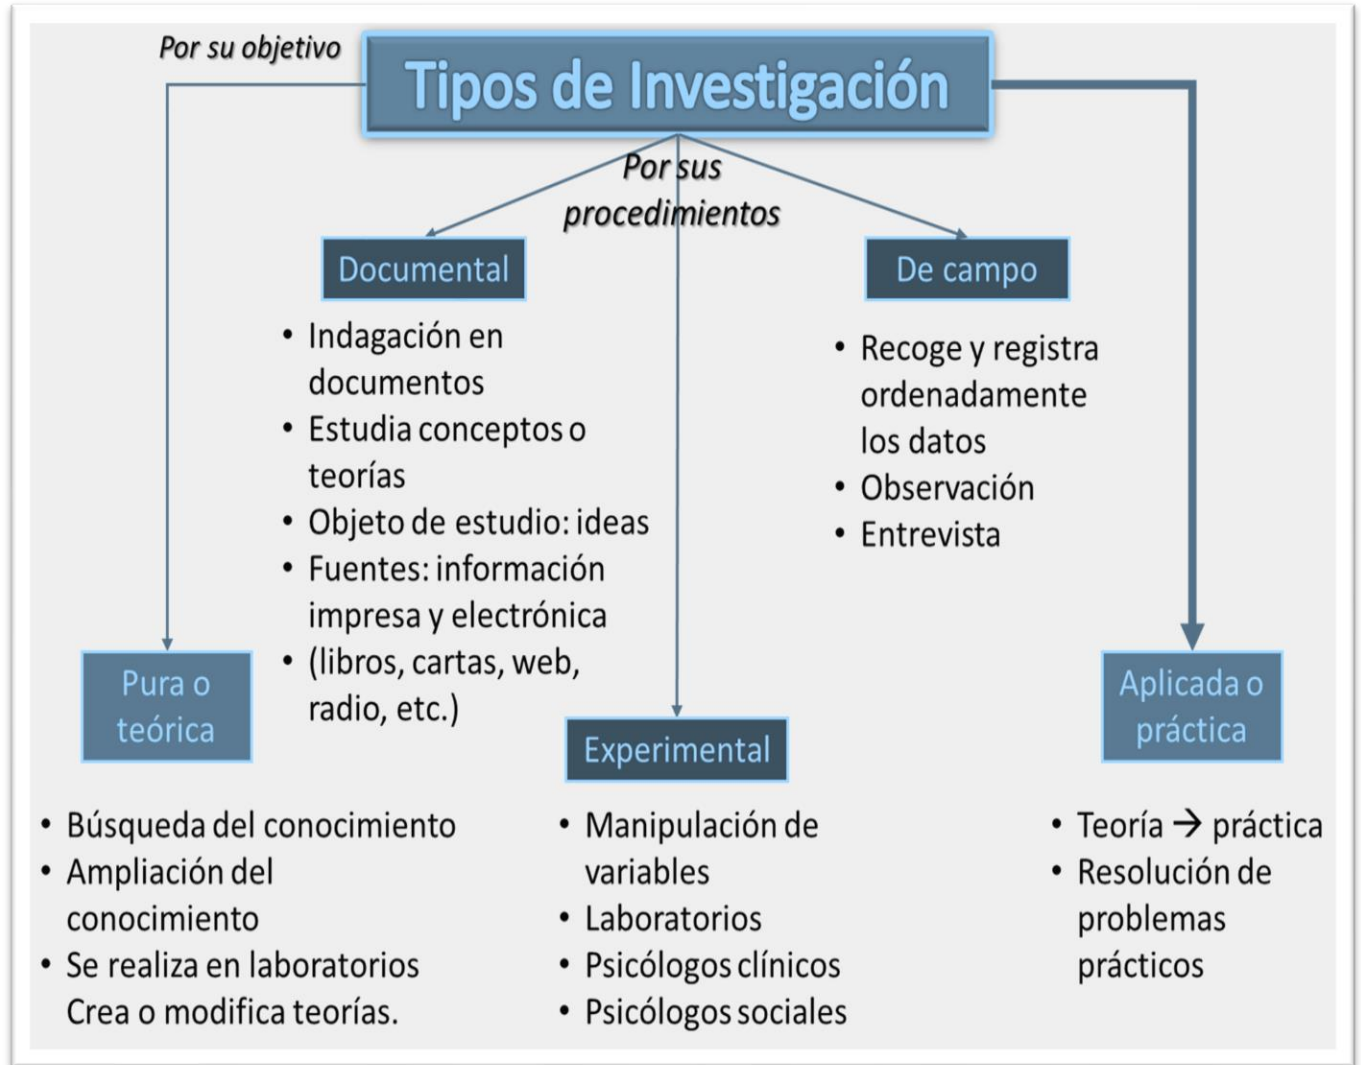 Por su objetivo
Tipos de Investigación
Por sus
procedimientos
Documental
• Indagación en
documentos
• Estudia conceptos o
teorías
• Objeto de estudio: ideas
• Fuentes: información
impresa y electrónica
• (libros, cartas, web,
radio, etc.)
De campo
• Recoge y registra
ordenadamente
los datos
• Observación
• Entrevista
Pura o
teórica
• Búsqueda del conocimiento
• Ampliación del
conocimiento
• Se realiza en laboratorios
Crea o modifica teorías.
Experimental
• Manipulación de
variables
• Laboratorios
• Psicólogos clínicos
• Psicólogos sociales
Aplicada o
práctica
• Teoría → práctica
• Resolución de
problemas
prácticos